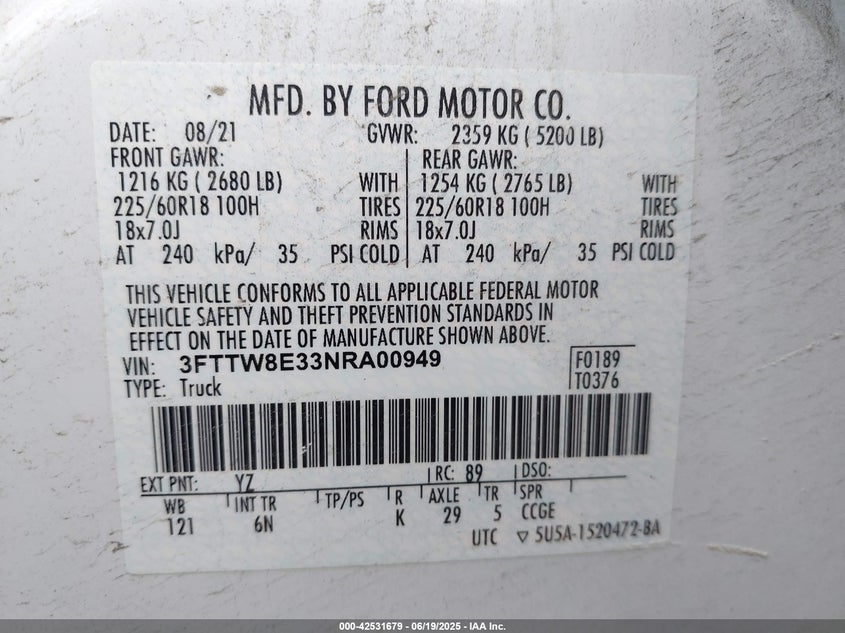 MFD. BY FORD MOTOR CO.
DATE: 08/21 GVWR: 2359 KG ( 5200 LB)
FRONT GAWR: REAR GAWR:
1216 KG ( 2680 LB) WITH 1254 KG ( 2765 LB) WITH
225/60R18 100H TIRES 225/60R18 100H TIRES
18x7.0J RIMS 18x7.0J RIMS
AT 240 kPa/ 35 PSI COLD AT 240 kPa/ 35 PSI COLD
THIS VEHICLE CONFORMS TO ALL APPLICABLE FEDERAL MOTOR
VEHICLE SAFETY AND THEFT PREVENTION STANDARDS IN
EFFECT ON THE DATE OF MANUFACTURE SHOWN ABOVE.
VIN: 3FTTW8E33NRA00949 F0189
TYPE: Truck T0376
EXT PNT: YZ RC: 89 DSO:
WB INT TR TP/PS R AXLE TR SPR
121 6N K 29 5 CCGE
UTC ▽ 5U5A-1520472-BA
000-42531679 - 06/19/2025 - IAA Inc.